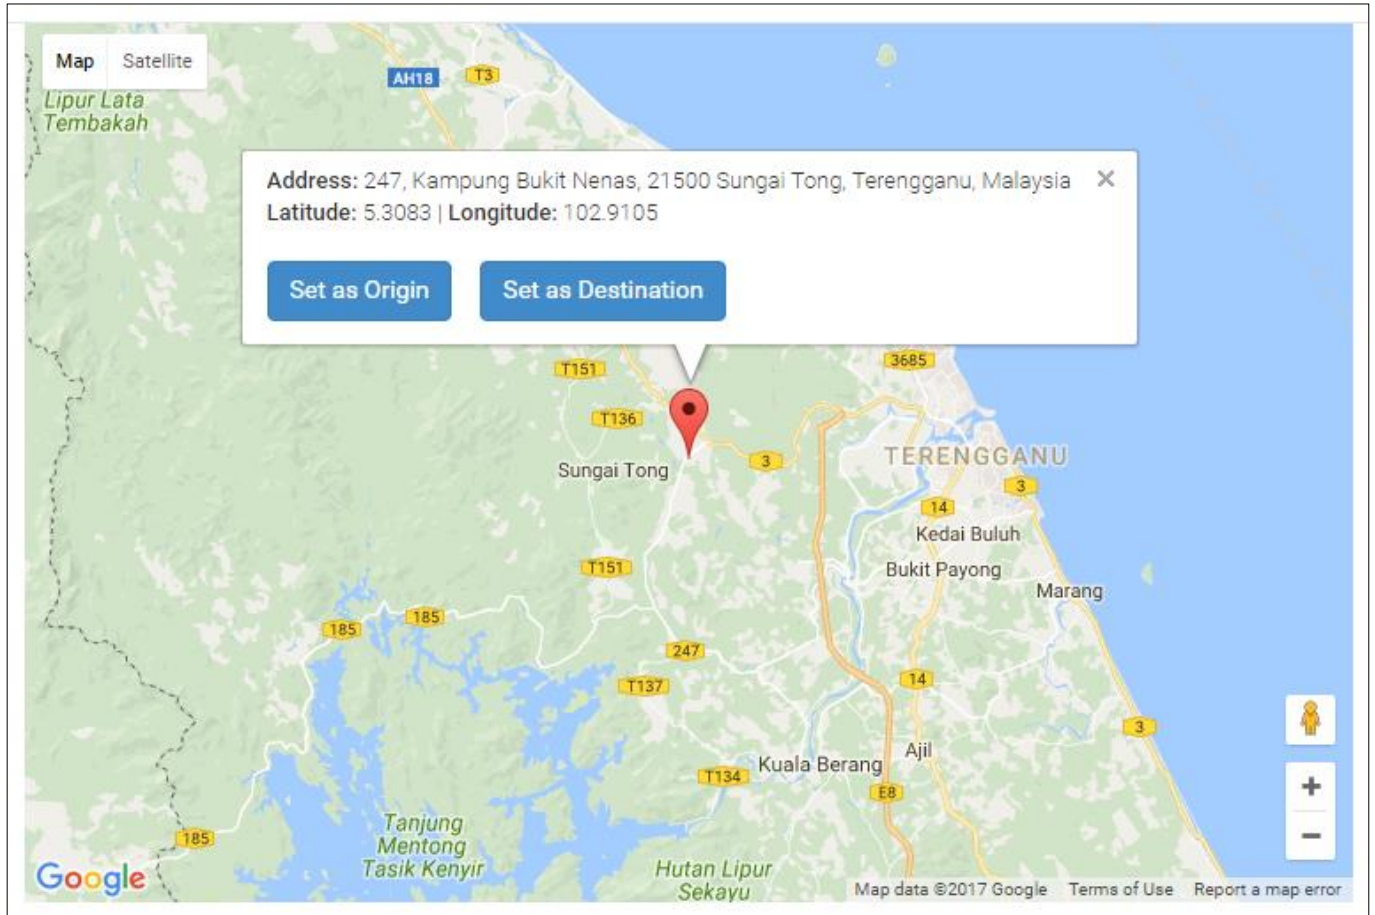 Map Satellite
AH18
T3
Lipur Lata
Tembakah
Address: 247, Kampung Bukit Nenas, 21500 Sungai Tong, Terengganu, Malaysia
Latitude: 5.3083 | Longitude: 102.9105
Set as Origin
Set as Destination
3685
T151
T136
TERENGGANU
3
Sungai Tong
3
14
Kedai Buluh
T151
Bukit Payong
Marang
185
185
247
14
T137
3
Ajil
Kuala Berang
T134
E8
185
Tanjung
Mentong
Tasik Kenyir
Hutan Lipur
Sekayu
Google
Map data ©2017 Google Terms of Use Report a map error